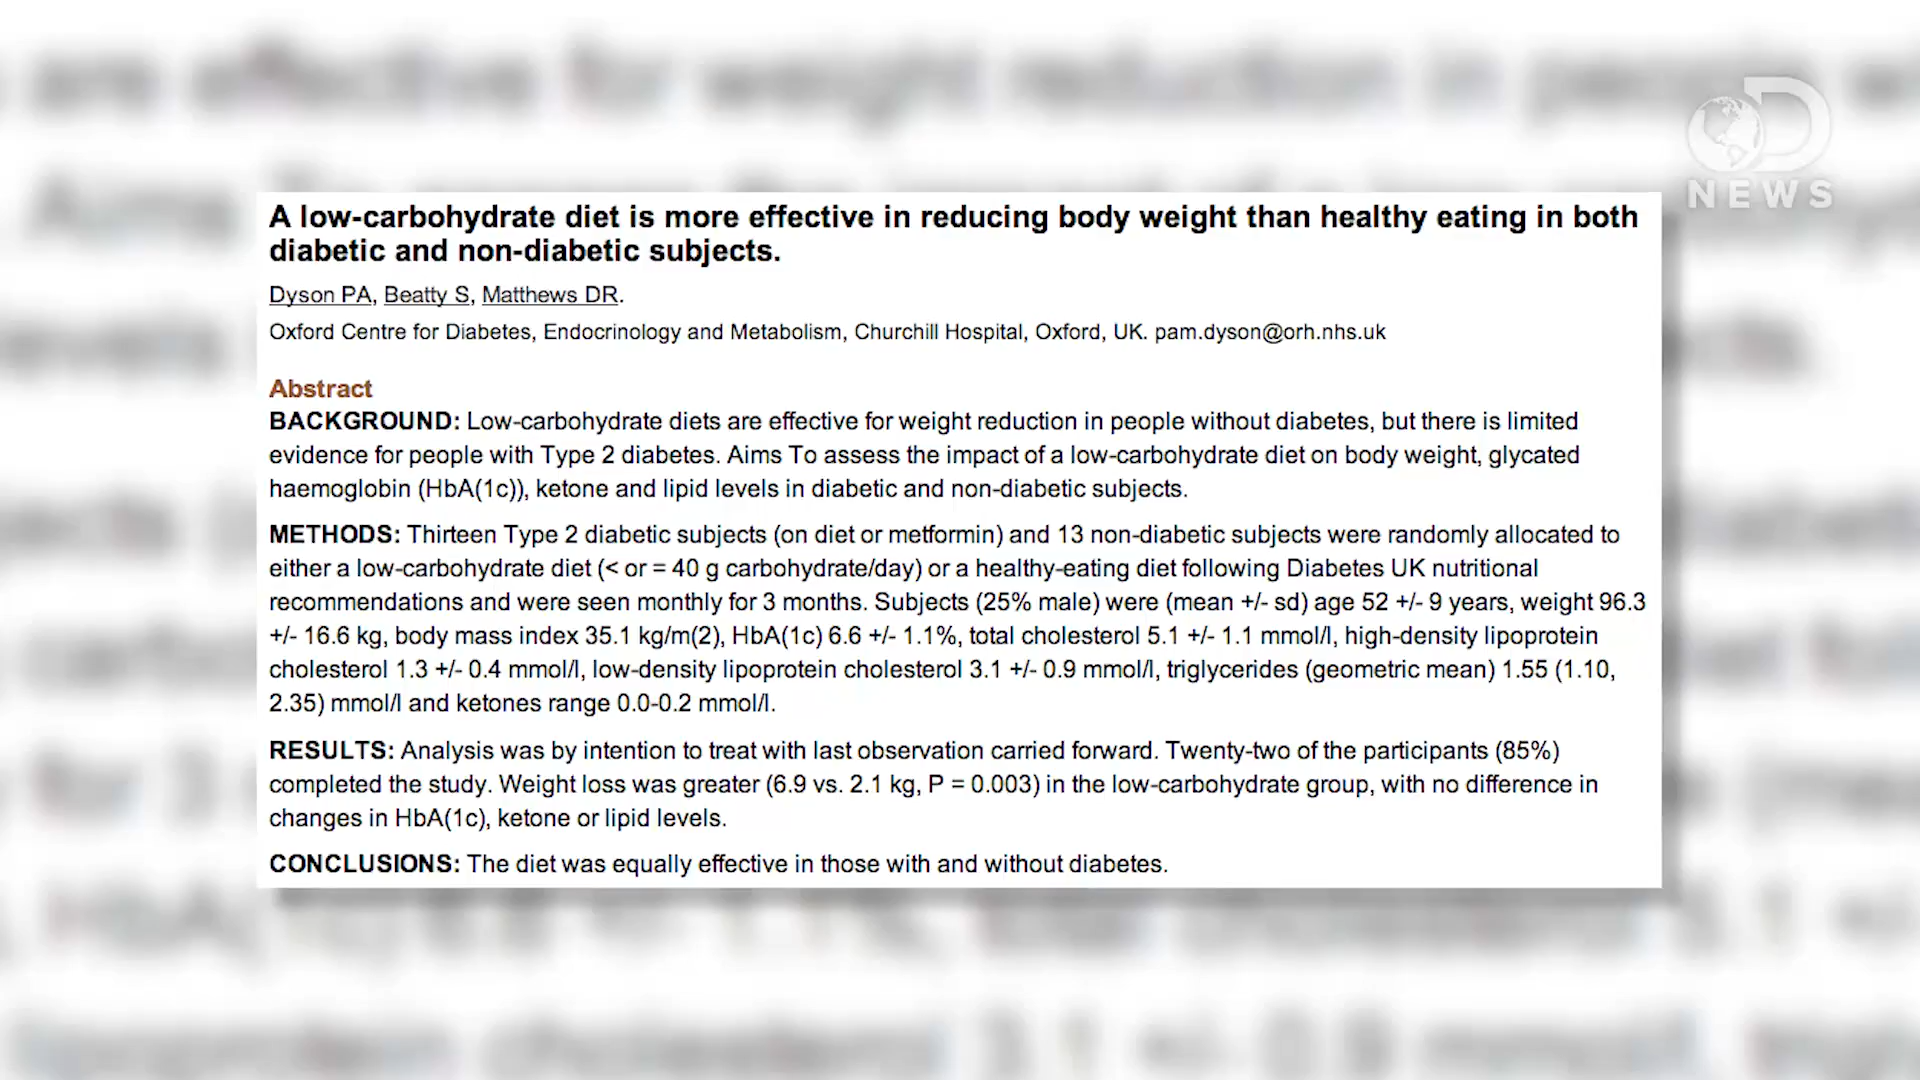 NEWS
A low-carbohydrate diet is more effective in reducing body weight than healthy eating in both
diabetic and non-diabetic subjects.
Dyson PA, Beatty S, Matthews DR.
Oxford Centre for Diabetes, Endocrinology and Metabolism, Churchill Hospital, Oxford, UK. pam.dyson@orh.nhs.uk
Abstract
BACKGROUND: Low-carbohydrate diets are effective for weight reduction in people without diabetes, but there is limited
evidence for people with Type 2 diabetes. Aims To assess the impact of a low-carbohydrate diet on body weight, glycated
haemoglobin (HbA(1c)), ketone and lipid levels in diabetic and non-diabetic subjects.
METHODS: Thirteen Type 2 diabetic subjects (on diet or metformin) and 13 non-diabetic subjects were randomly allocated to
either a low-carbohydrate diet (< or = 40 g carbohydrate/day) or a healthy-eating diet following Diabetes UK nutritional
recommendations and were seen monthly for 3 months. Subjects (25% male) were (mean +/- sd) age 52 +/- 9 years, weight 96.3
+/- 16.6 kg, body mass index 35.1 kg/m(2), HbA(1c) 6.6 +/- 1.1%, total cholesterol 5.1 +/- 1.1 mmol/l, high-density lipoprotein
cholesterol 1.3 +/- 0.4 mmol/l, low-density lipoprotein cholesterol 3.1 +/- 0.9 mmol/l, triglycerides (geometric mean) 1.55 (1.10,
2.35) mmol/l and ketones range 0.0-0.2 mmol/l.
RESULTS: Analysis was by intention to treat with last observation carried forward. Twenty-two of the participants (85%)
completed the study. Weight loss was greater (6.9 vs. 2.1 kg, P = 0.003) in the low-carbohydrate group, with no difference in
changes in HbA(1c), ketone or lipid levels.
CONCLUSIONS: The diet was equally effective in those with and without diabetes.